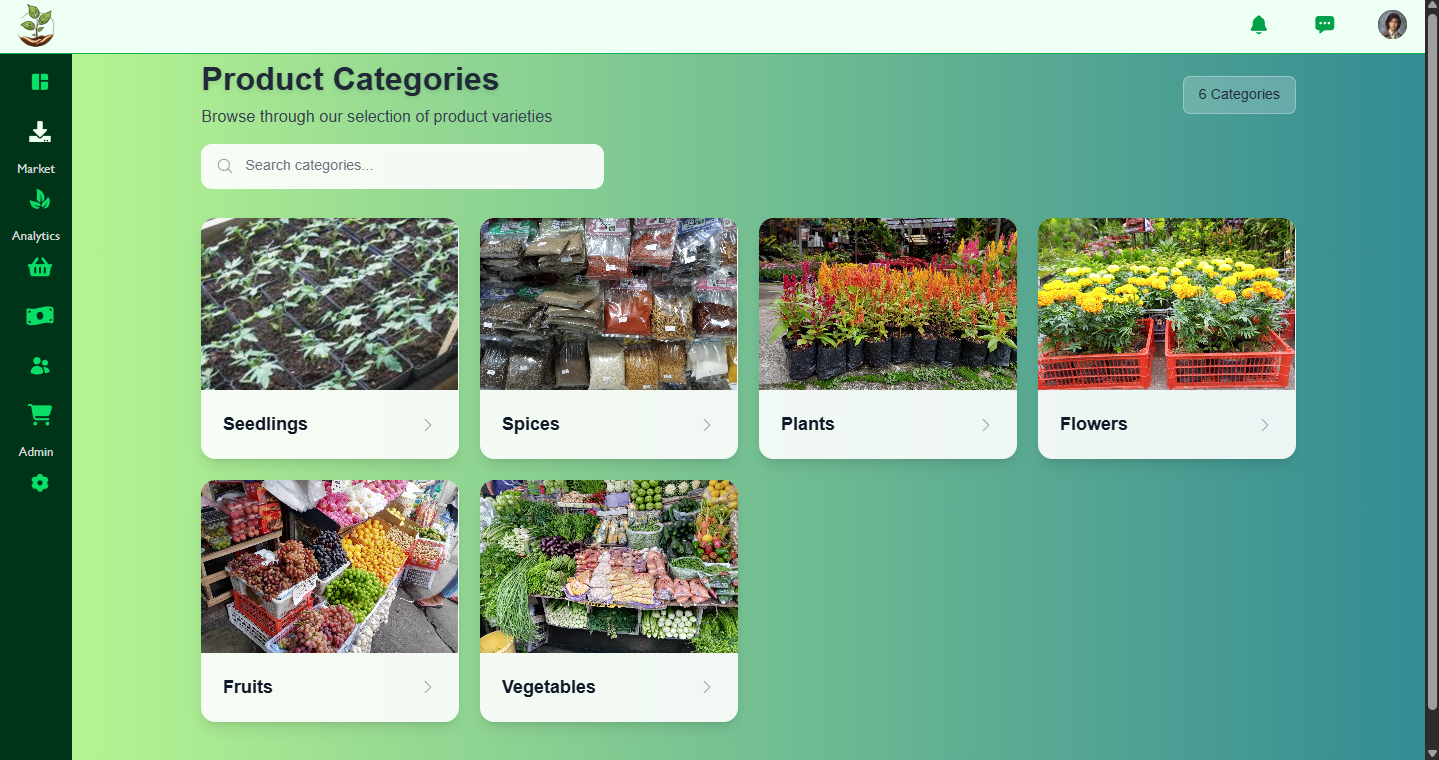 Product Categories
Browse through our selection of product varieties
6 Categories
Search categories...
Market
Analytics
Admin
Seedlings
Spices
Plants
Flowers
Fruits
Vegetables